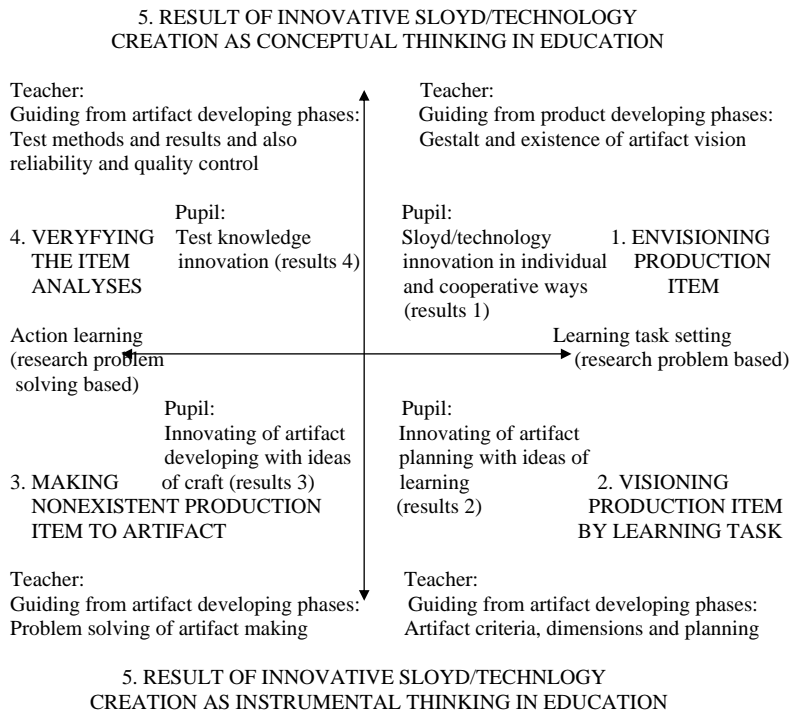 5. RESULT OF INNOVATIVE SLOYD/TECHNOLOGY
CREATION AS CONCEPTUAL THINKING IN EDUCATION
Teacher:
Guiding from artifact developing phases:
Test methods and results and also
reliability and quality control
Teacher:
Guiding from product developing phases:
Gestalt and existence of artifact vision
Pupil:
Test knowledge
innovation (results 4)
4. VERYFYING
THE ITEM
ANALYSES
Pupil:
Sloyd/technology
innovation in individual
and cooperative ways
(results 1)
1. ENVISIONING
PRODUCTION
ITEM
Action learning
(research problem
solving based)
Learning task setting
(research problem based)
Pupil:
Innovating of artifact
developing with ideas
of craft (results 3)
3. MAKING
NONEXISTENT PRODUCTION
ITEM TO ARTIFACT
Pupil:
Innovating of artifact
planning with ideas of
learning
(results 2)
2. VISIONING
PRODUCTION ITEM
BY LEARNING TASK
Teacher:
Guiding from artifact developing phases:
Problem solving of artifact making
Teacher:
Guiding from artifact developing phases:
Artifact criteria, dimensions and planning
5. RESULT OF INNOVATIVE SLOYD/TECHNLOGY
CREATION AS INSTRUMENTAL THINKING IN EDUCATION